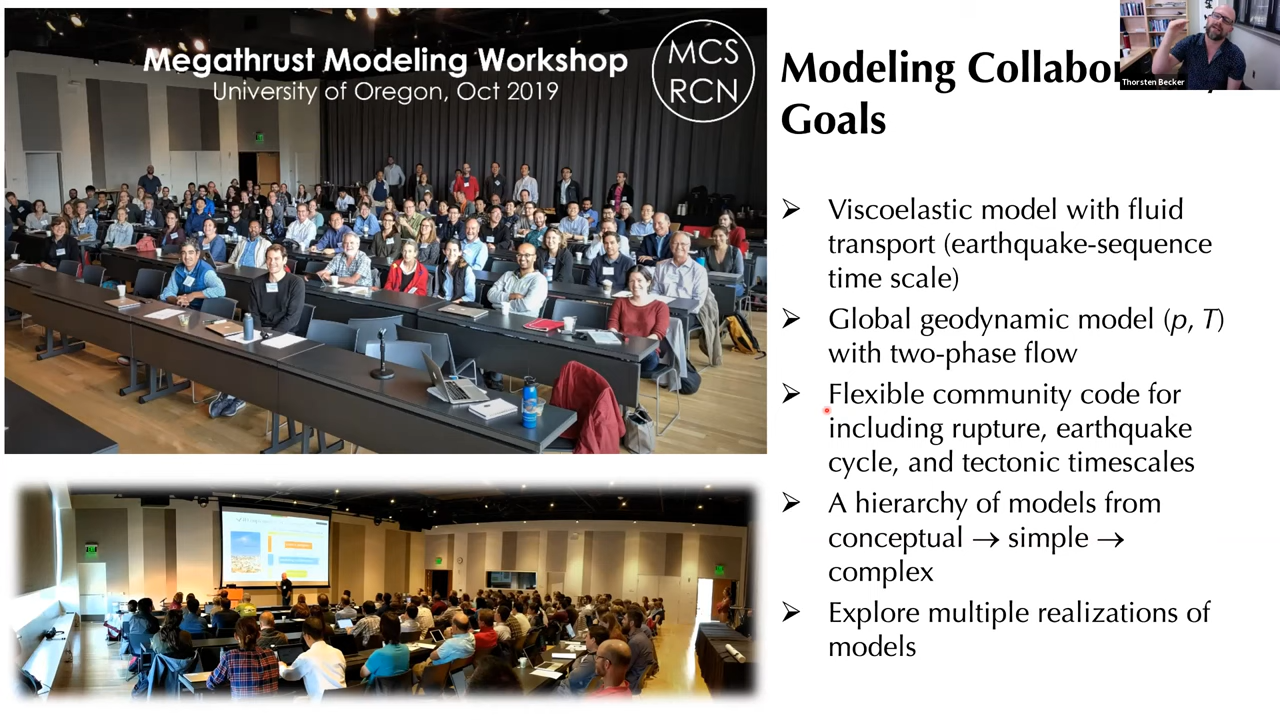 Megathrust Modeling Workshop
University of Oregon, Oct 2019
MCS
RCN
Modeling
Goals
Thorsten Becker
➤ Viscoelastic model with fluid
transport (earthquake-sequence
time scale)
➤ Global geodynamic model (p, T)
with two-phase flow
➤ Flexible community code for
including rupture, earthquake
cycle, and tectonic timescales
➤ A hierarchy of models from
conceptual → simple →
complex
➤ Explore multiple realizations of
models